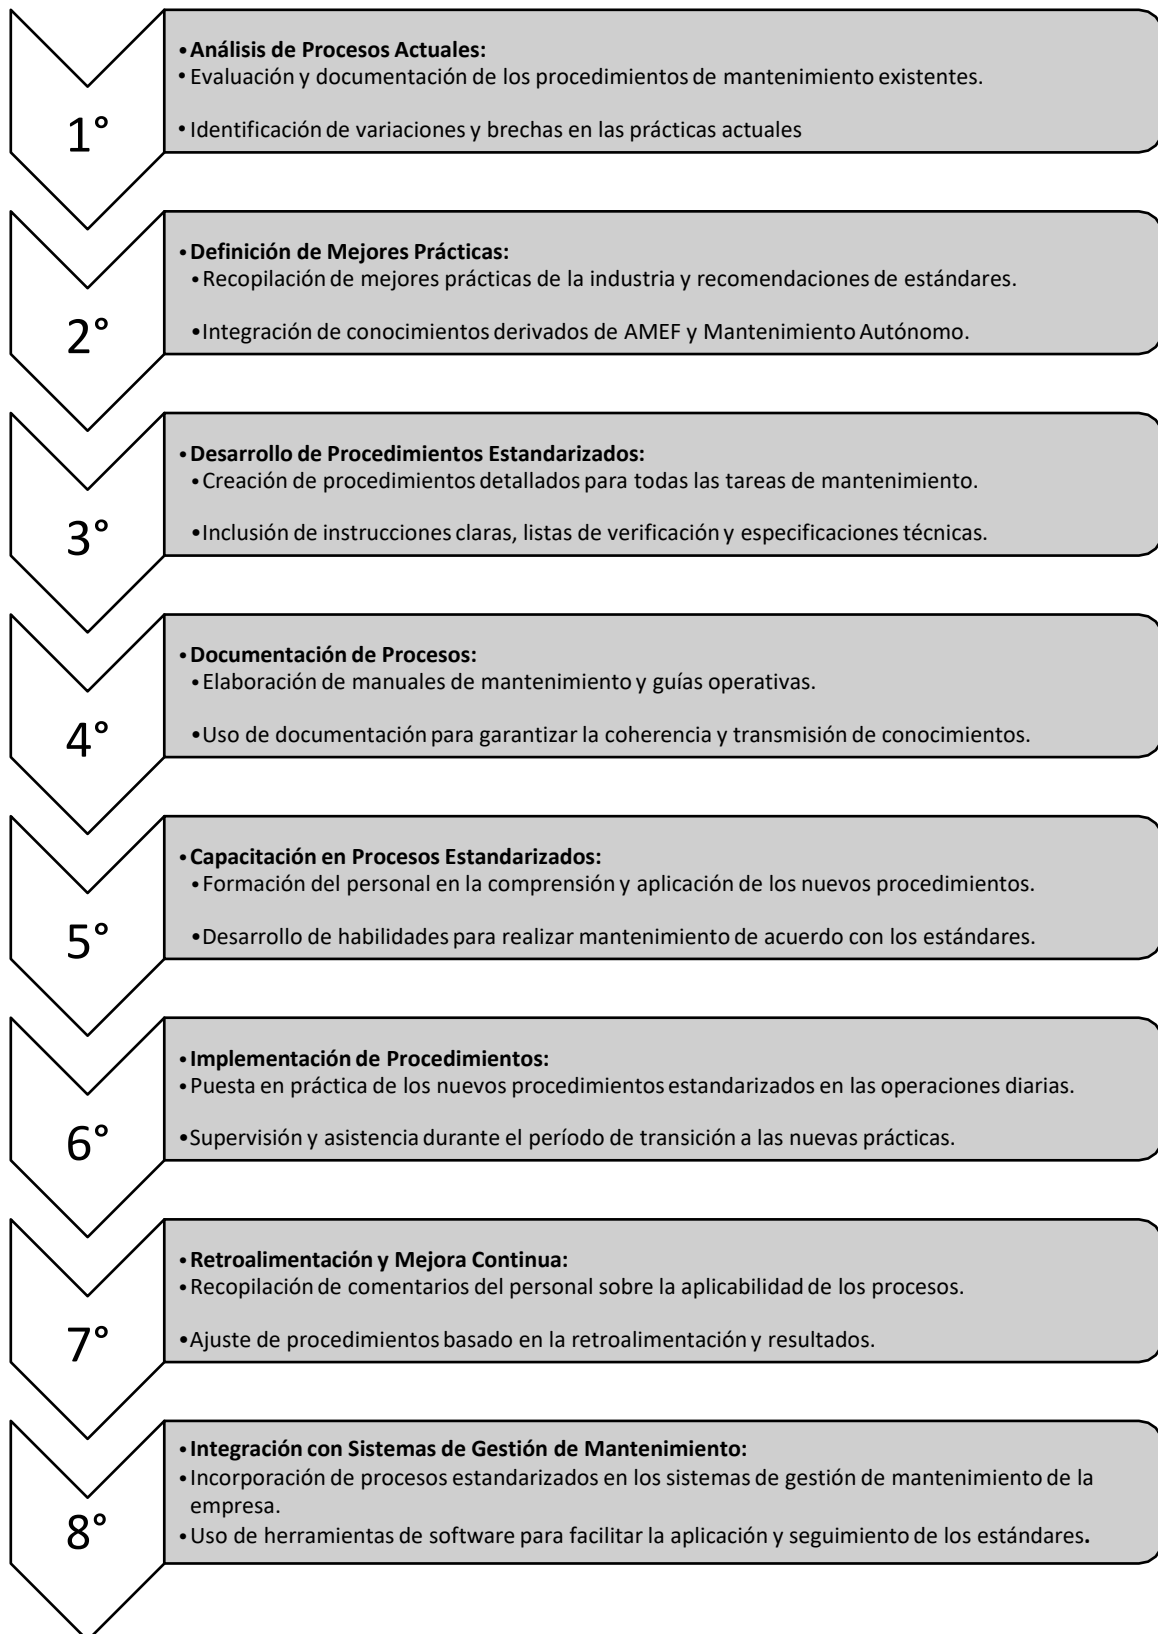 1°
•Análisis de Procesos Actuales:
•Evaluación y documentación de los procedimientos de mantenimiento existentes.
•Identificación de variaciones y brechas en las prácticas actuales
2°
•Definición de Mejores Prácticas:
•Recopilación de mejores prácticas de la industria y recomendaciones de estándares.
•Integración de conocimientos derivados de AMEF y Mantenimiento Autónomo.
3°
•Desarrollo de Procedimientos Estandarizados:
•Creación de procedimientos detallados para todas las tareas de mantenimiento.
•Inclusión de instrucciones claras, listas de verificación y especificaciones técnicas.
4°
•Documentación de Procesos:
•Elaboración de manuales de mantenimiento y guías operativas.
•Uso de documentación para garantizar la coherencia y transmisión de conocimientos.
5°
•Capacitación en Procesos Estandarizados:
•Formación del personal en la comprensión y aplicación de los nuevos procedimientos.
•Desarrollo de habilidades para realizar mantenimiento de acuerdo con los estándares.
6°
•Implementación de Procedimientos:
•Puesta en práctica de los nuevos procedimientos estandarizados en las operaciones diarias.
•Supervisión y asistencia durante el período de transición a las nuevas prácticas.
7°
•Retroalimentación y Mejora Continua:
•Recopilación de comentarios del personal sobre la aplicabilidad de los procesos.
•Ajuste de procedimientos basado en la retroalimentación y resultados.
8°
•Integración con Sistemas de Gestión de Mantenimiento:
•Incorporación de procesos estandarizados en los sistemas de gestión de mantenimiento de la
empresa.
•Uso de herramientas de software para facilitar la aplicación y seguimiento de los estándares.